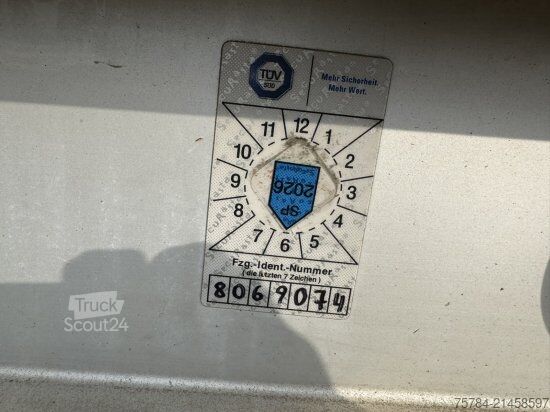 TÜV
SÜD
Mehr Sicherheit.
Mehr Wert.
12
1
2
3
4
5
6
7
8
9
10
11
SP
2026
Fzg.-Ident.-Nummer
(die letzten 7 Zeichen)
8069074
Truck
Scout24
75784-21458597